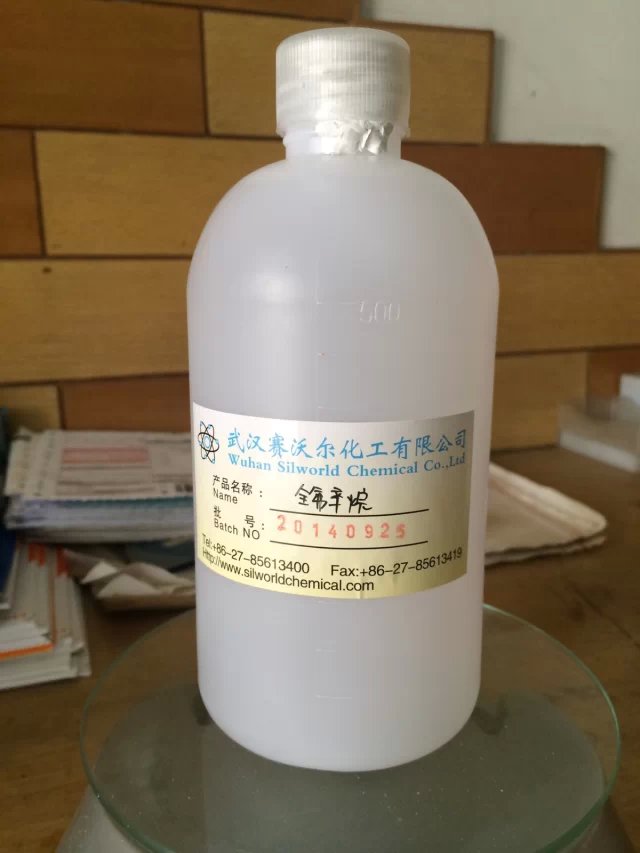 500
武汉赛沃尔化工有限公司
Wuhan Silworld Chemical Co.,Ltd
产品名称： 全氟辛烷
Name
批 号：20140925
Batch NO
Tel:+86-27-85613400 Fax:+86-27-85613419
Http://www.silworldchemical.com